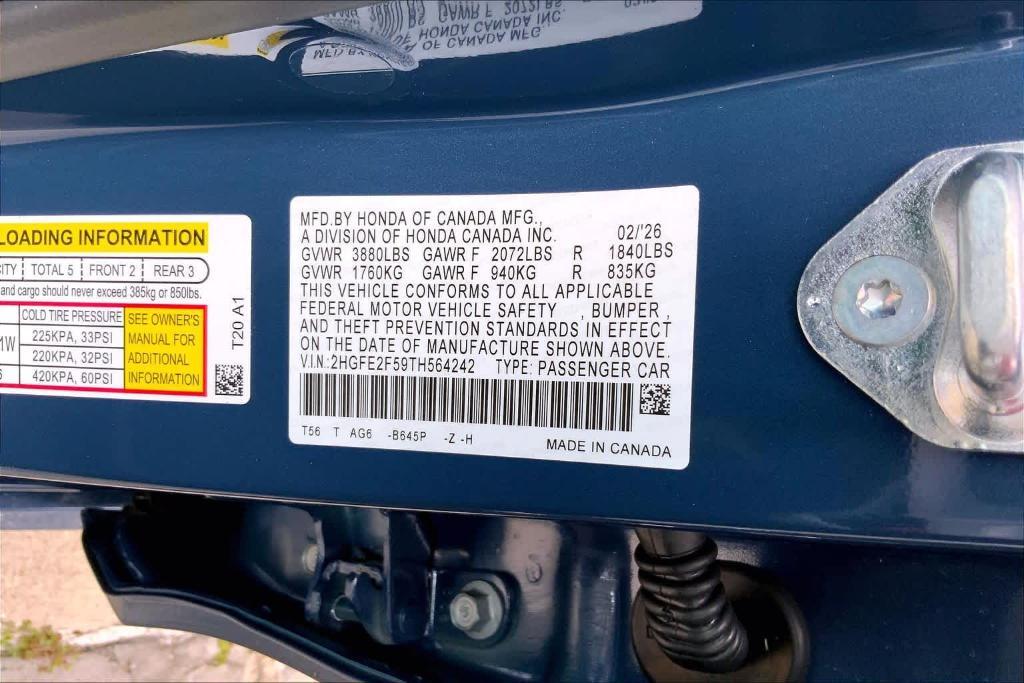 LOADING INFORMATION
CITY TOTAL 5 FRONT 2 REAR 3
and cargo should never exceed 385kg or 850lbs.
COLD TIRE PRESSURE
225KPA, 33PSI
220KPA, 32PSI
420KPA, 60PSI
SEE OWNER'S
MANUAL FOR
ADDITIONAL
INFORMATION
T20 A1
MFD.BY HONDA OF CANADA MFG.,
A DIVISION OF HONDA CANADA INC. 02/'26
GVWR 3880LBS GAWR F 2072LBS R 1840LBS
GVWR 1760KG GAWR F 940KG R 835KG
THIS VEHICLE CONFORMS TO ALL APPLICABLE
FEDERAL MOTOR VEHICLE SAFETY , BUMPER ,
AND THEFT PREVENTION STANDARDS IN EFFECT
ON THE DATE OF MANUFACTURE SHOWN ABOVE.
V.I.N:2HGFE2F59TH564242 TYPE: PASSENGER CAR
T56 T AG6 -B645P -Z -H
MADE IN CANADA